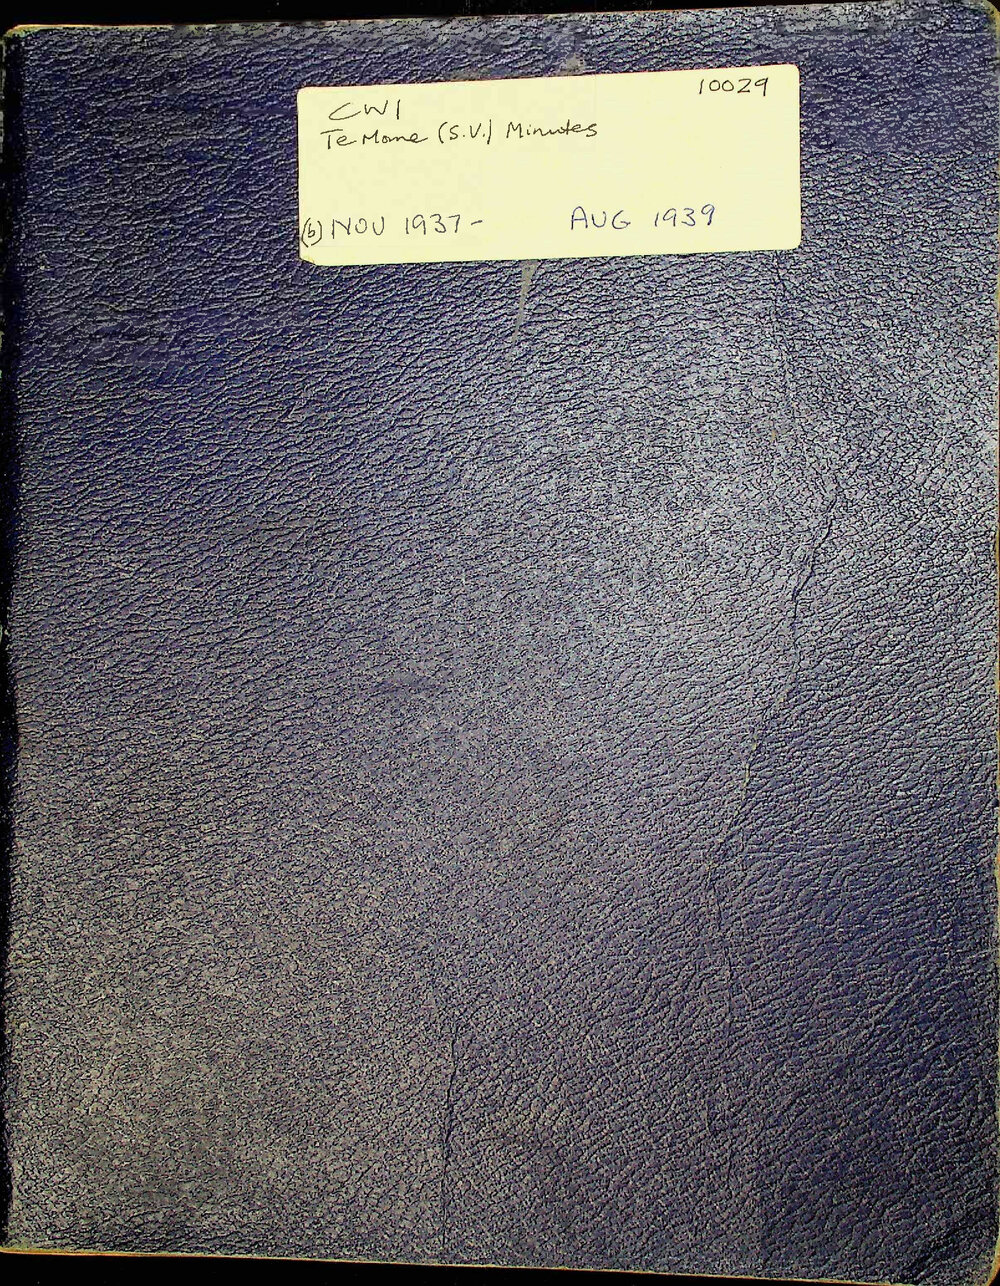 10029
CWI
Te Mome (S.V.) Minutes
(b) NOV 1937 - AUG 1939